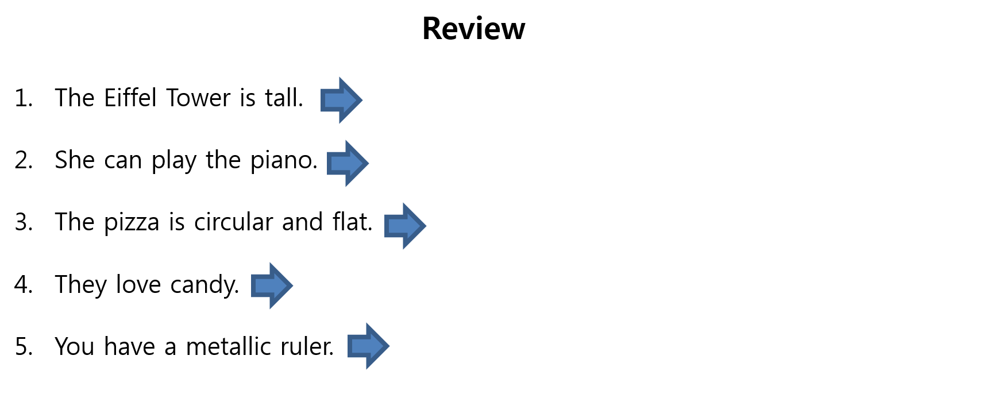 Review
1. The Eiffel Tower is tall.
2. She can play the piano.
3. The pizza is circular and flat.
4. They love candy.
5. You have a metallic ruler.